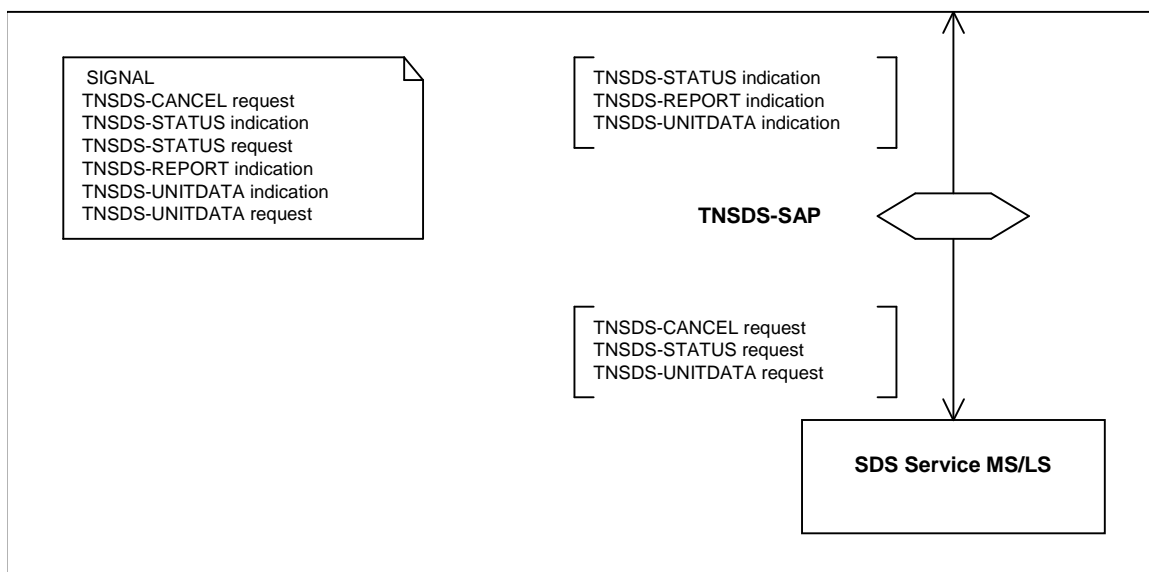 SIGNAL
TNSDS-CANCEL request
TNSDS-STATUS indication
TNSDS-STATUS request
TNSDS-REPORT indication
TNSDS-UNITDATA indication
TNSDS-UNITDATA request
TNSDS-STATUS indication
TNSDS-REPORT indication
TNSDS-UNITDATA indication
TNSDS-SAP
TNSDS-CANCEL request
TNSDS-STATUS request
TNSDS-UNITDATA request
SDS Service MS/LS